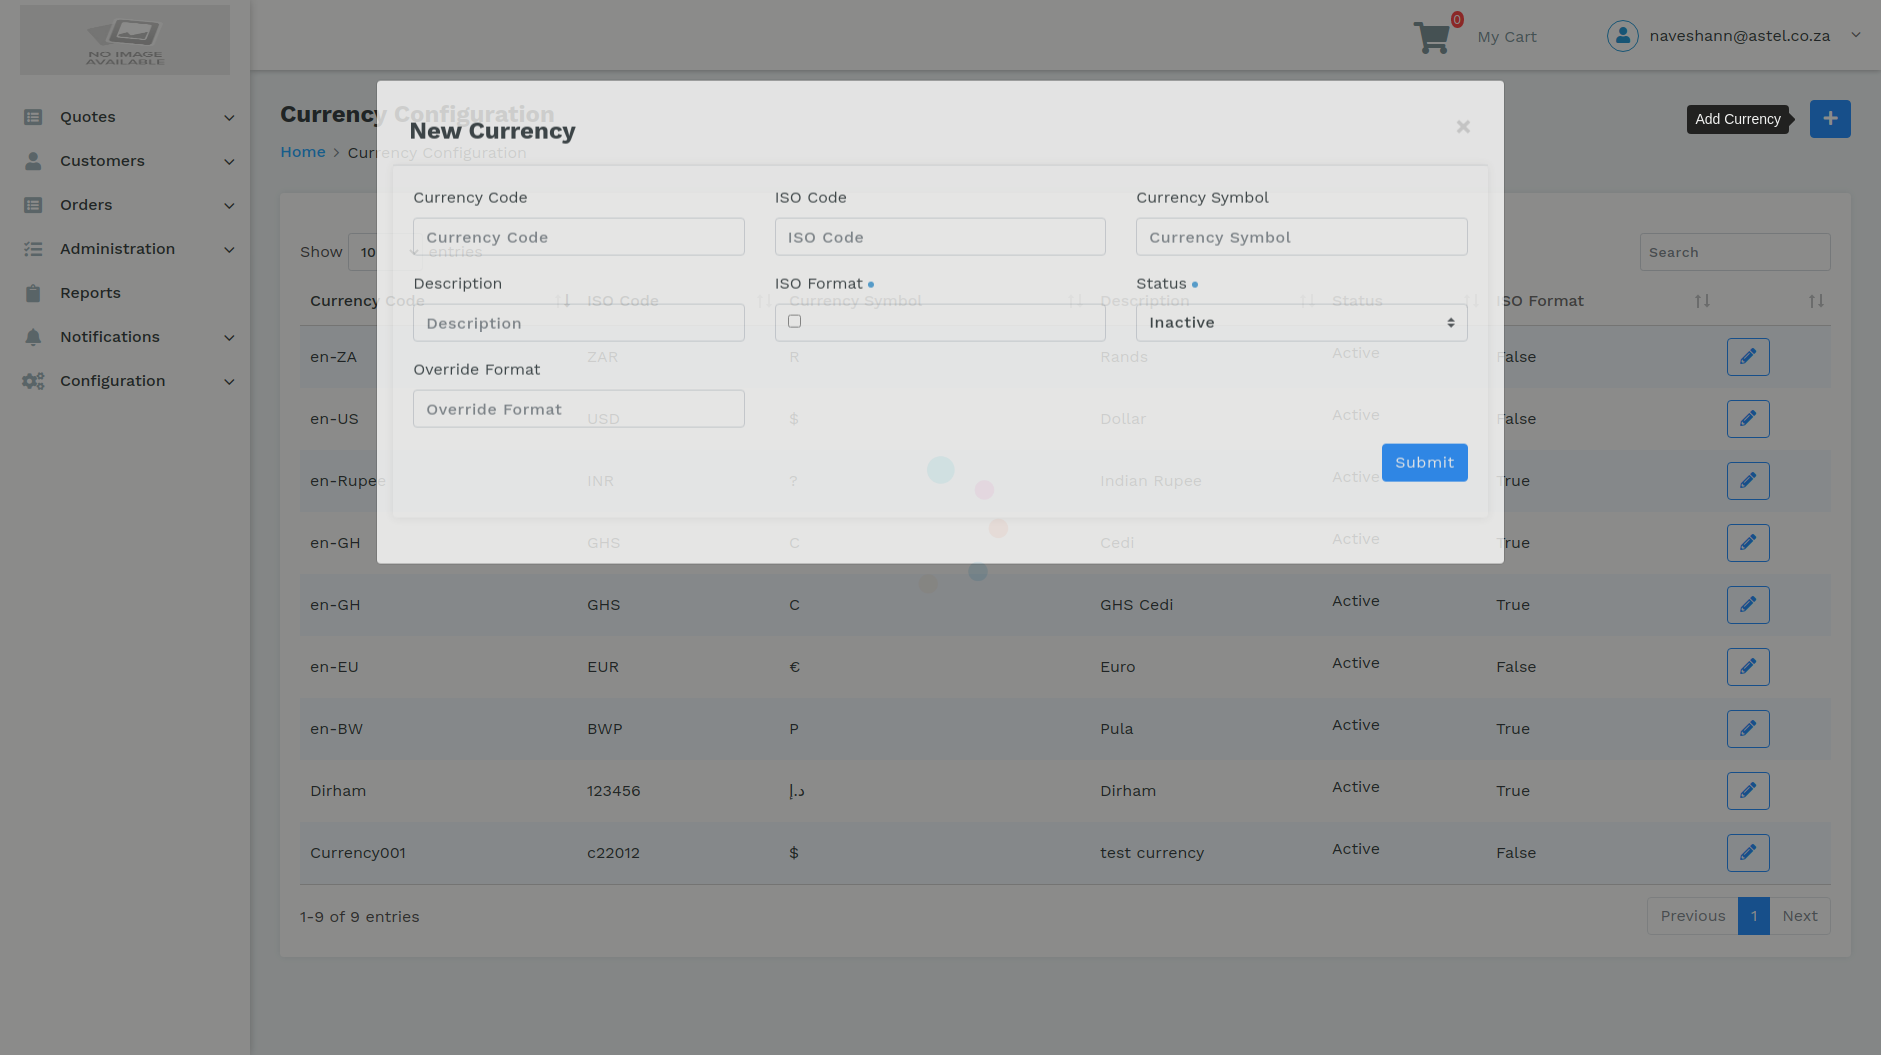 NO IMAGE
AVAILABLE
0
My Cart
naveshann@astel.co.za
Quotes
Customers
Orders
Administration
Reports
Notifications
Configuration
Currency Configuration
Home > Currency Configuration
Add Currency
+
New Currency
×
Currency Code ISO Code Currency Symbol
Currency Code ISO Code Currency Symbol
Description ISO Format Status
Description Inactive
Override Format
Override Format
Submit
Show 10 entries
Search
Currency Code ISO Code Currency Symbol Description Status ISO Format
en-ZA ZAR R Rands Active False
en-US USD $ Dollar Active False
en-Rupee INR ? Indian Rupee Active True
en-GH GHS C Cedi Active True
en-GH GHS C GHS Cedi Active True
en-EU EUR € Euro Active False
en-BW BWP P Pula Active True
Dirham 123456 د.إ Dirham Active True
Currency001 c22012 $ test currency Active False
1-9 of 9 entries
Previous 1 Next